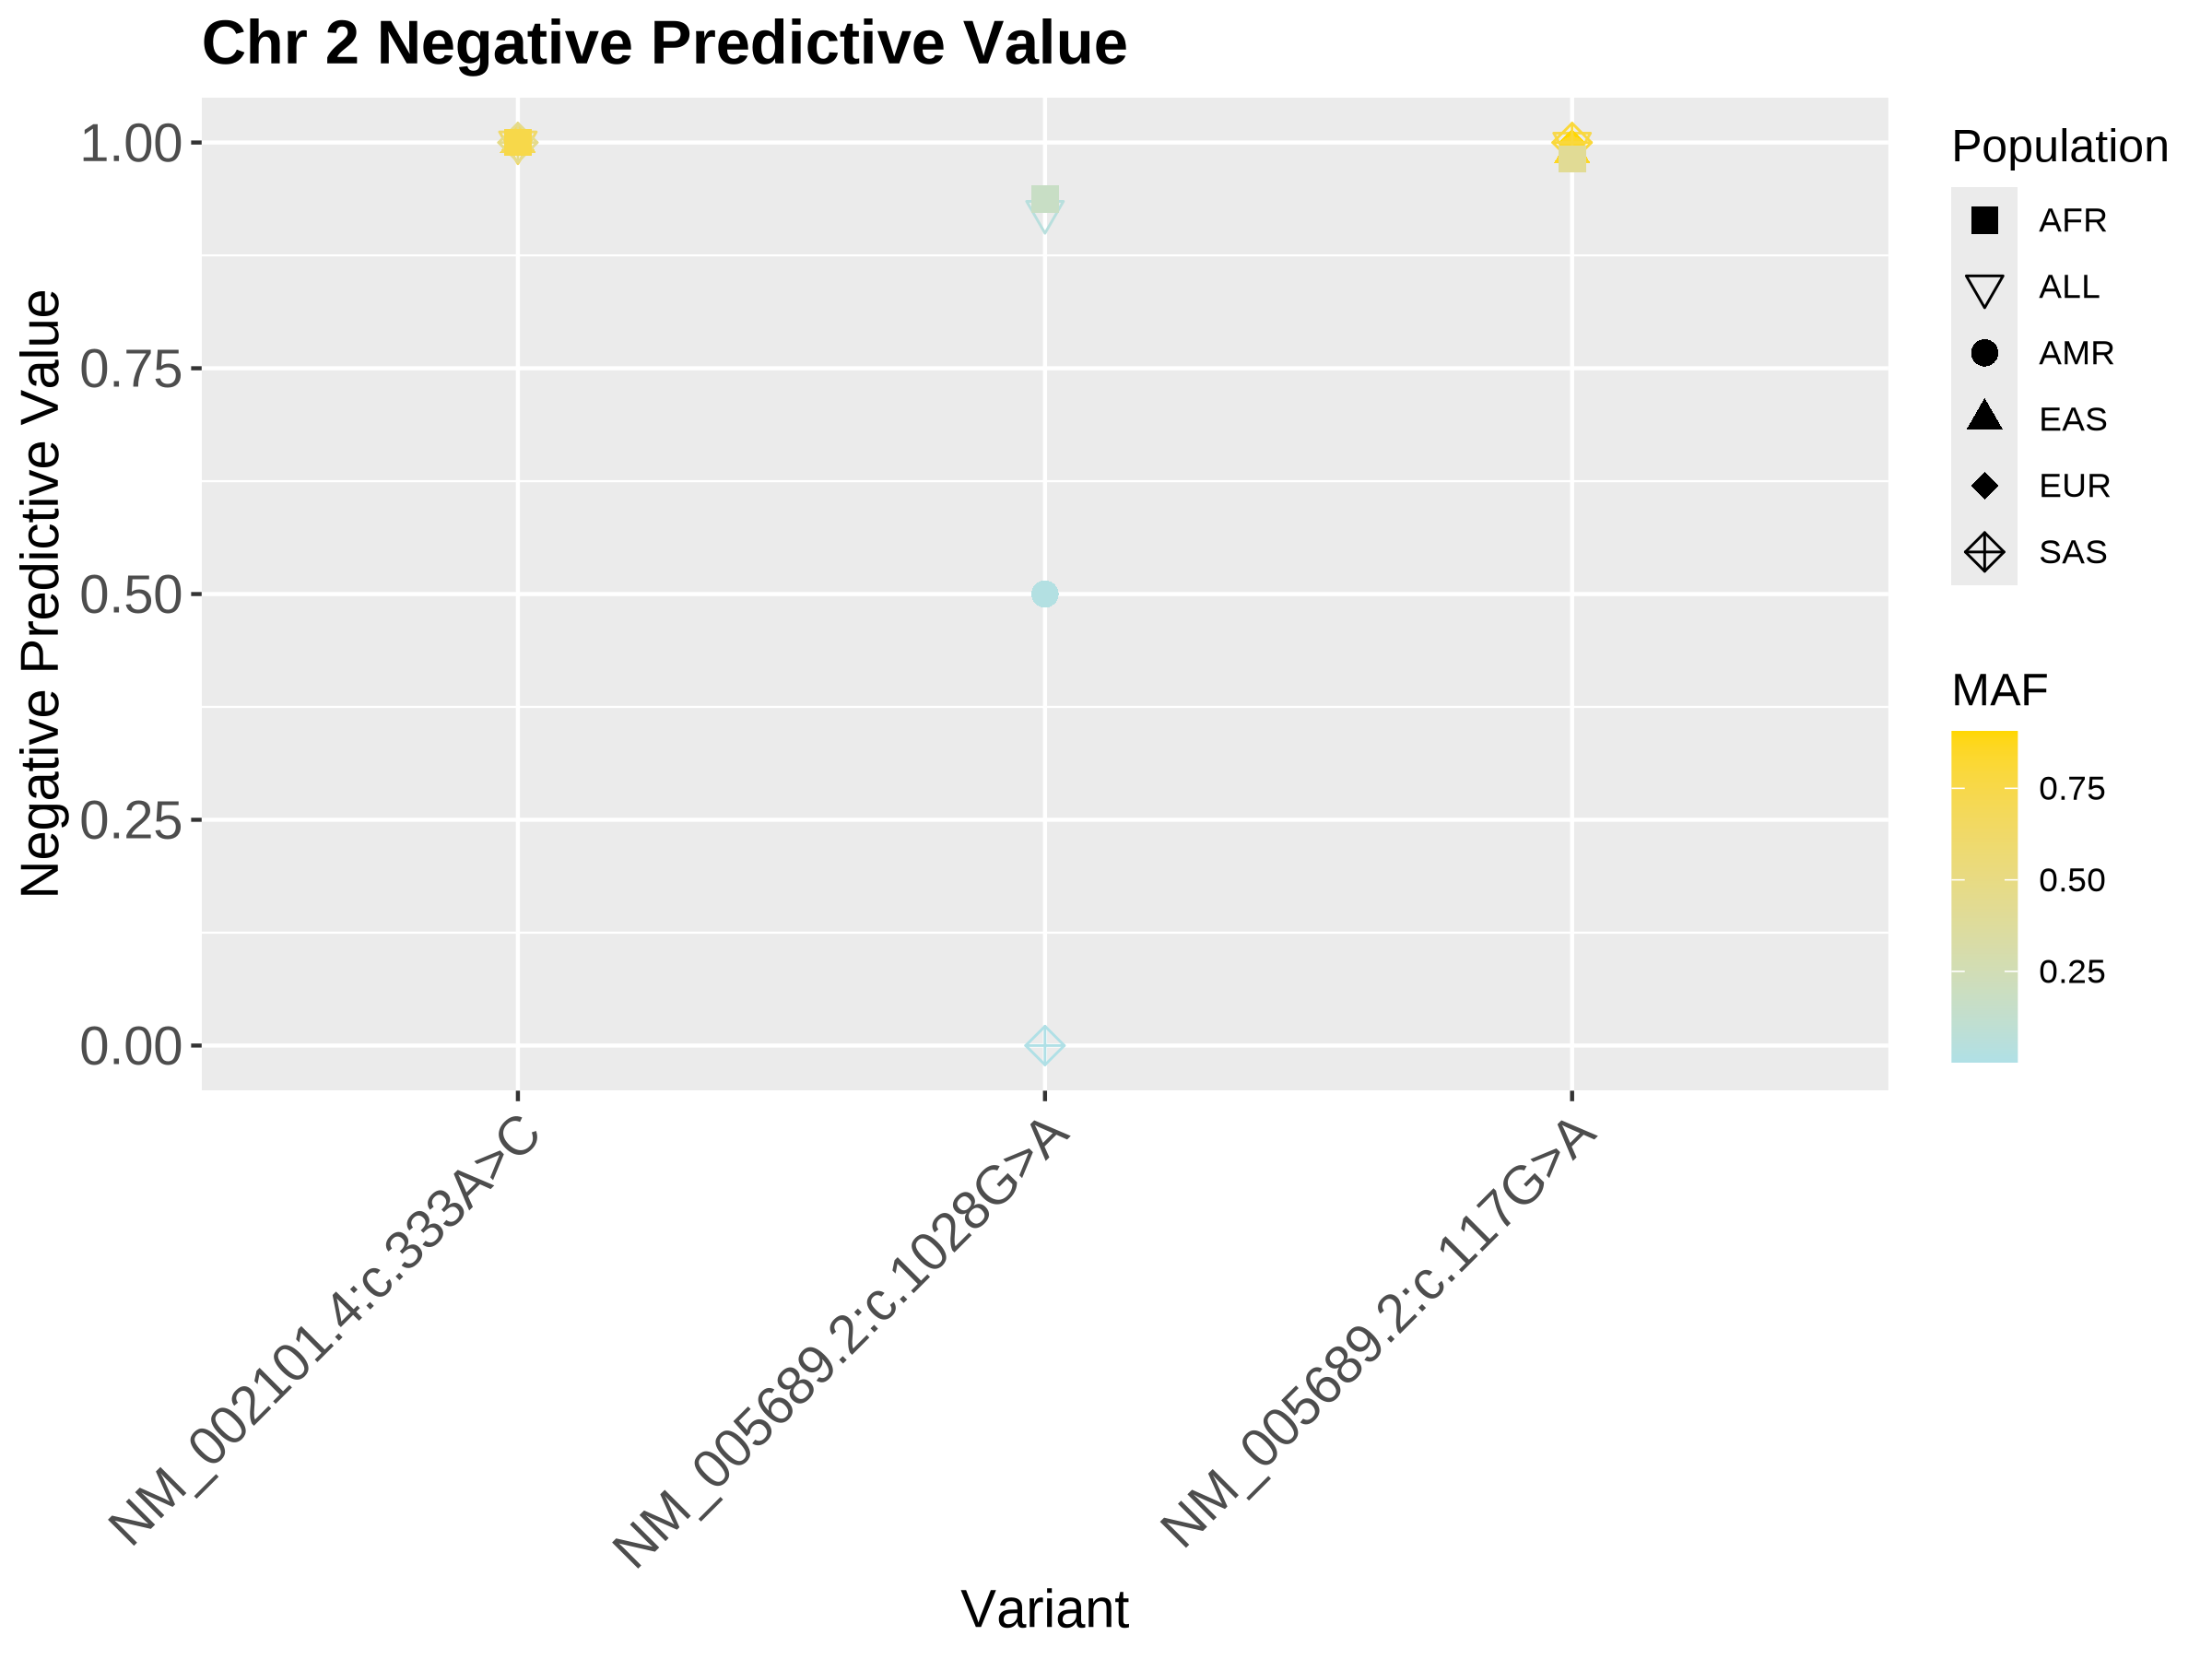 Chr 2 Negative Predictive Value
Negative Predictive Value
1.00
0.75
0.50
0.25
0.00
NM_002101.4:c.333A>C
NM_005689.2:c.1028G>A
NM_005689.2:c.117G>A
Variant
Population
AFR
ALL
AMR
EAS
EUR
SAS
MAF
0.75
0.50
0.25